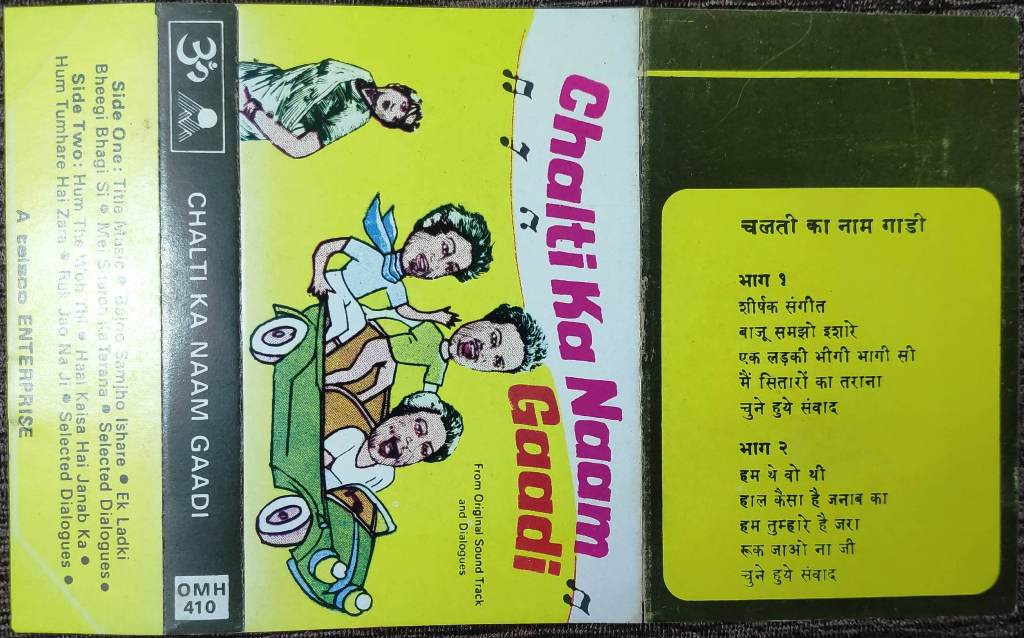 Chalti Ka Naam
Gaadi
From Original Sound Track
and Dialogues
ॐ
CHALTI KA NAAM GAADI
OMH
410
Side One: Title Music • Baboo Samjho Ishare • Ek Ladki
Bheegi Bhagi Si • Mei Sitaron Ka Terana • Selected Dialogues •
Side Two: Hum The Woh Thi • Haal Kaisa Hai Janab Ka •
Hum Tumhare Hai Zara • Ruk Jao Na Ji • Selected Dialogues •
A ENTERPRISE
चलती का नाम गाडी
भाग १
शीर्षक संगीत
बाजू समझो इशारे
एक लड़की भीगी भागी सी
मैं सितारों का तराना
चुने हुये संवाद
भाग २
हम थे वो थी
हाल कैसा है जनाब का
हम तुम्हारे है जरा
रूक जाओ ना जी
चुने हुये संवाद